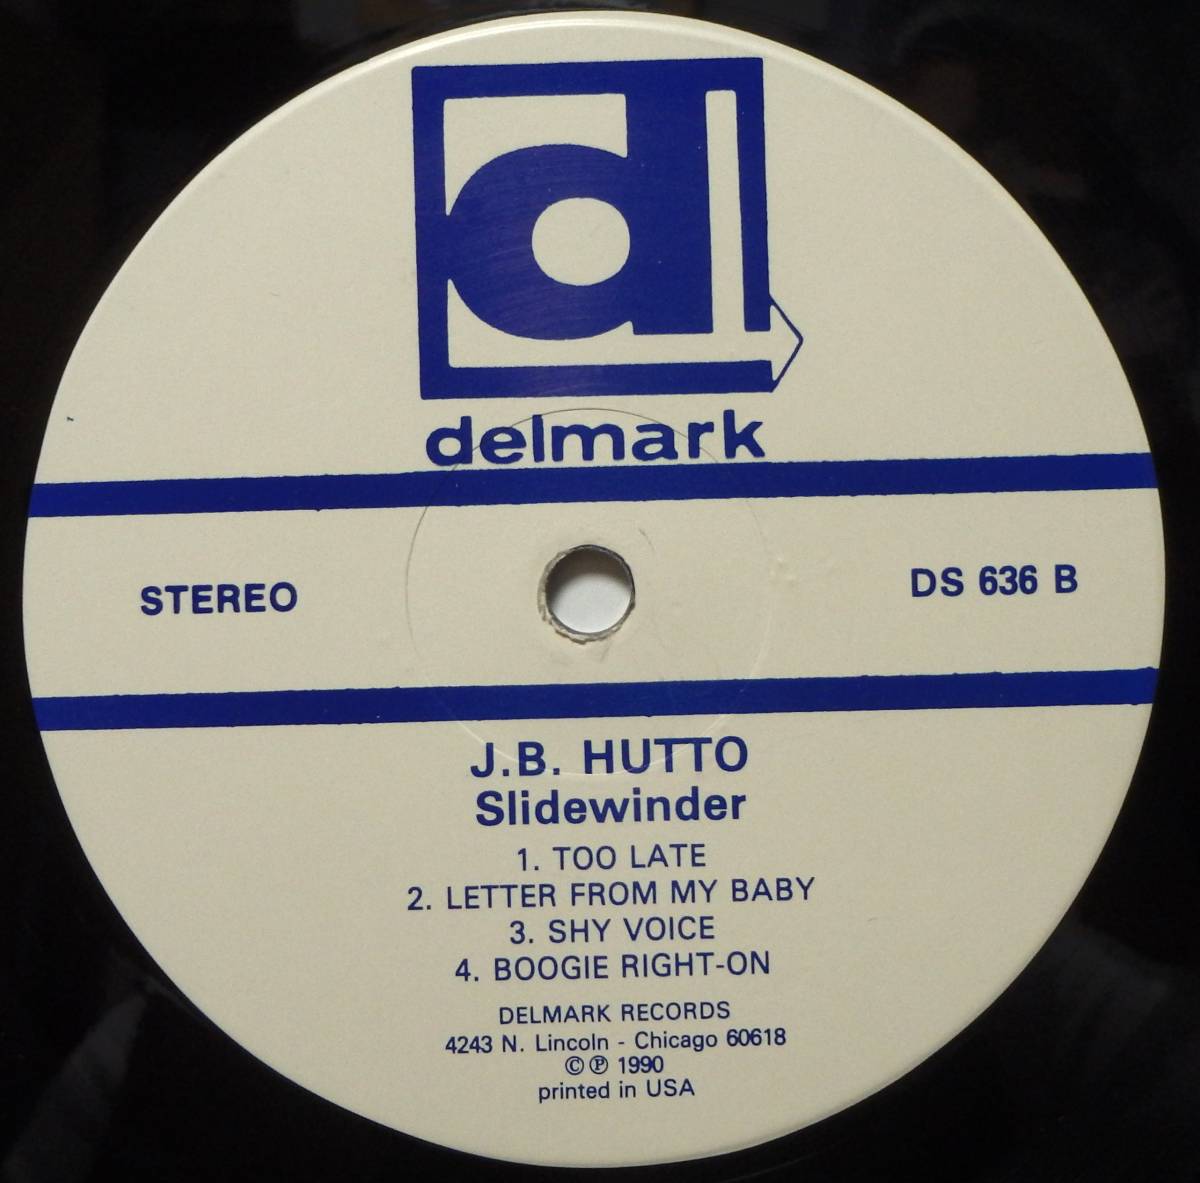 d
delmark
STEREO
DS 636 B
J.B. HUTTO
Slidewinder
1. TOO LATE
2. LETTER FROM MY BABY
3. SHY VOICE
4. BOOGIE RIGHT-ON
DELMARK RECORDS
4243 N. Lincoln - Chicago 60618
© ℗ 1990
printed in USA